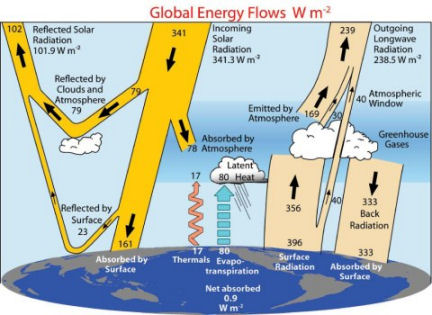 Global Energy Flows W m-2
102
Reflected Solar
Radiation
101.9 W m-2
341
Incoming
Solar
Radiation
341.3 W m-2
239
Outgoing
Longwave
Radiation
238.5 W m-2
Reflected by
Clouds and
Atmosphere
79
79
Emitted by
Atmosphere
169
30
40
Atmospheric
Window
Greenhouse
Gases
78
Absorbed by
Atmosphere
17
Latent
80 Heat
Reflected by
Surface
23
356
40
333
Back
Radiation
161
Absorbed by
Surface
17
Thermals
80
Evapo-
transpiration
396
Surface
Radiation
333
Absorbed by
Surface
Net absorbed
0.9
W m-2